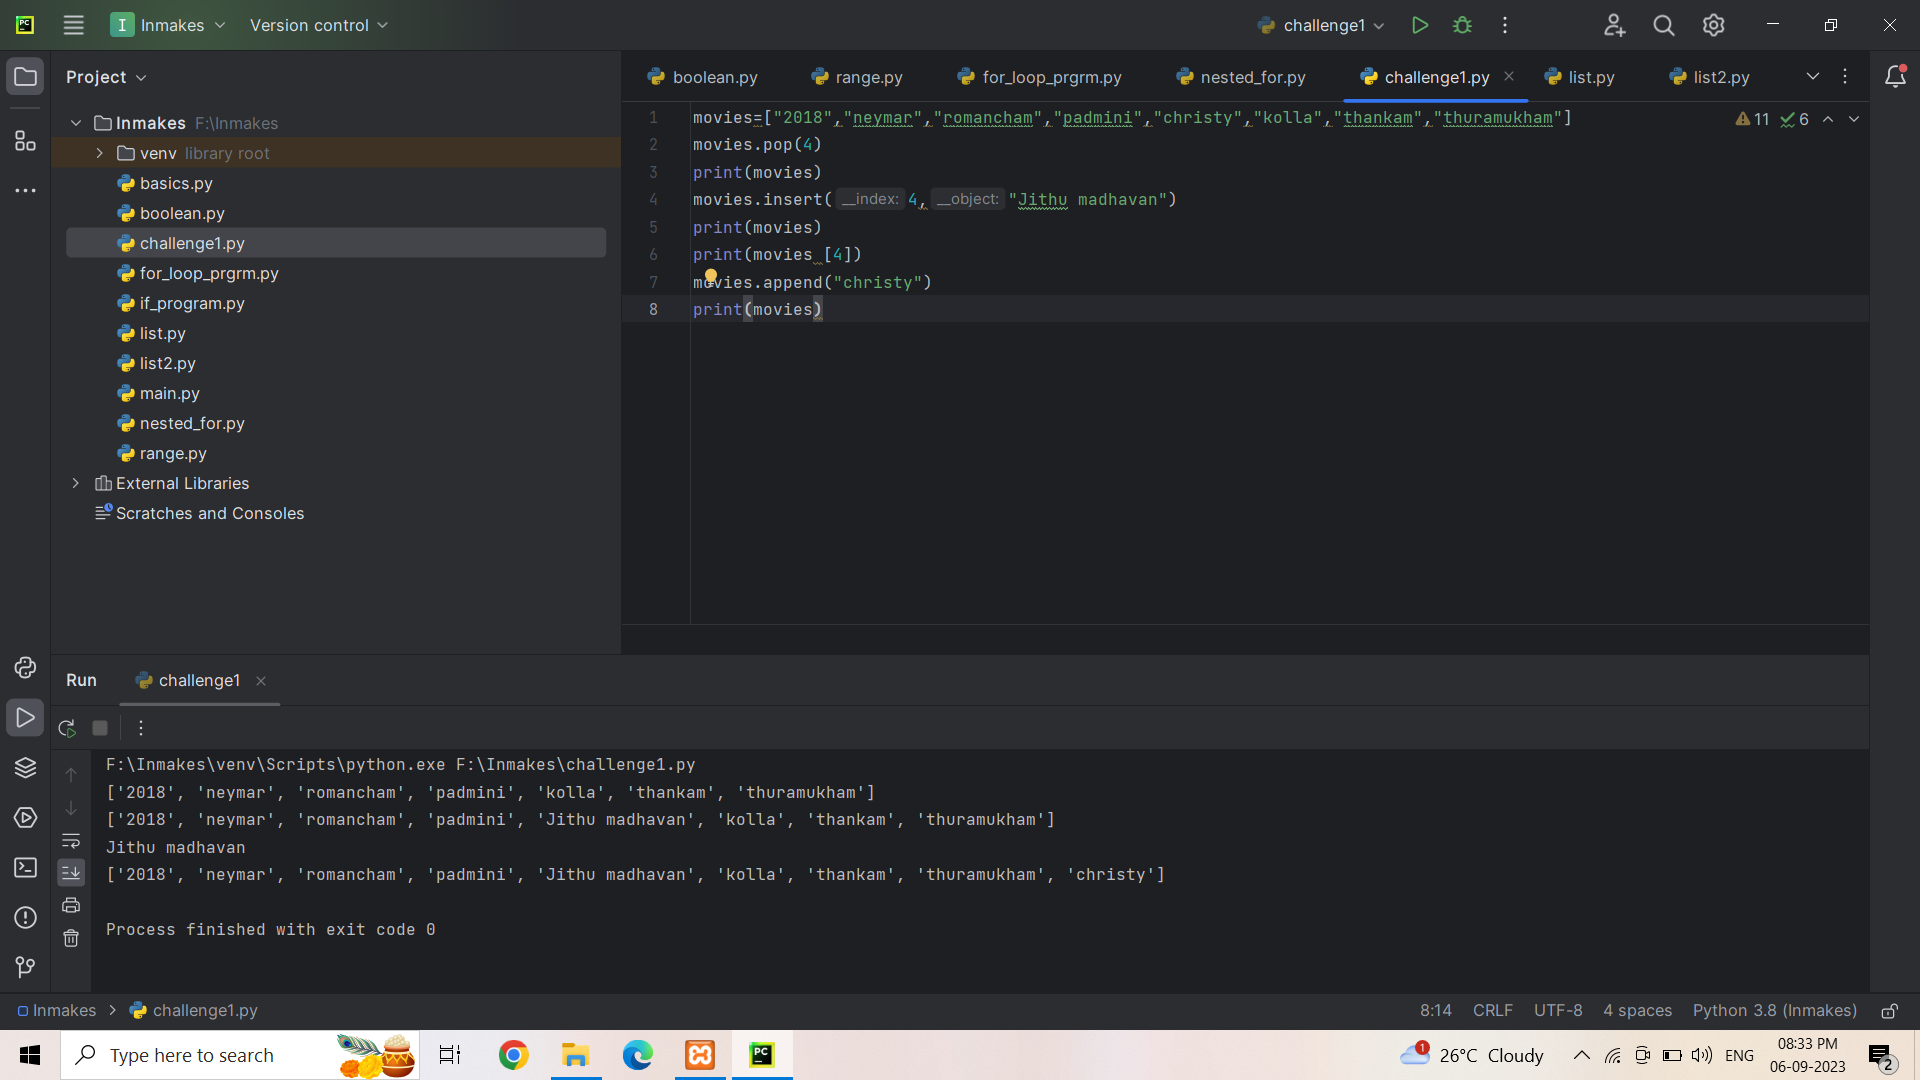 PC
I Inmakes Version control challenge1
Project
boolean.py range.py for_loop_prgrm.py nested_for.py challenge1.py list.py list2.py
Inmakes F:\Inmakes
venv library root
basics.py
boolean.py
challenge1.py
for_loop_prgrm.py
if_program.py
list.py
list2.py
main.py
nested_for.py
range.py
External Libraries
Scratches and Consoles
11 6
1 movies=["2018","neymar","romancham","padmini","christy","kolla","thankam","thuramukham"]
2 movies.pop(4)
3 print(movies)
4 movies.insert( __index: 4, __object: "Jithu madhavan")
5 print(movies)
6 print(movies [4])
7 movies.append("christy")
8 print(movies)
Run challenge1
F:\Inmakes\venv\Scripts\python.exe F:\Inmakes\challenge1.py
['2018', 'neymar', 'romancham', 'padmini', 'kolla', 'thankam', 'thuramukham']
['2018', 'neymar', 'romancham', 'padmini', 'Jithu madhavan', 'kolla', 'thankam', 'thuramukham']
Jithu madhavan
['2018', 'neymar', 'romancham', 'padmini', 'Jithu madhavan', 'kolla', 'thankam', 'thuramukham', 'christy']
Process finished with exit code 0
Inmakes challenge1.py
8:14 CRLF UTF-8 4 spaces Python 3.8 (Inmakes)
Type here to search
PC
1 26°C Cloudy ENG
08:33 PM
06-09-2023
2